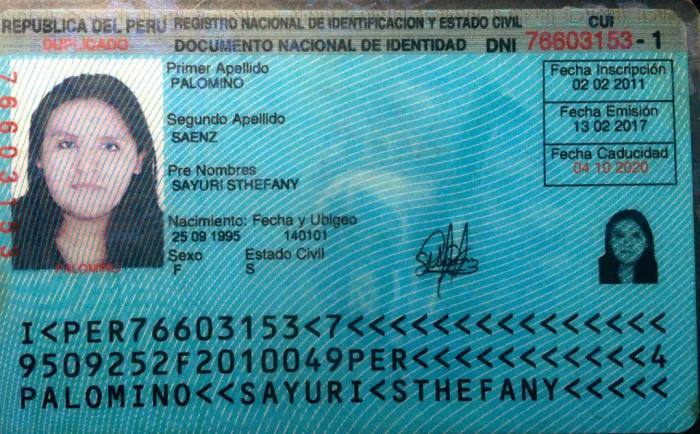 REPUBLICA DEL PERU REGISTRO NACIONAL DE IDENTIFICACION Y ESTADO CIVIL CUI
DUPLICADO DOCUMENTO NACIONAL DE IDENTIDAD DNI 76603153 - 1
Primer Apellido
PALOMINO
Segundo Apellido
SAENZ
Pre Nombres
SAYURI STHEFANY
Nacimiento: Fecha y Ubigeo
25 09 1995 140101
Sexo Estado Civil
F S
Fecha Inscripción
02 02 2011
Fecha Emisión
13 02 2017
Fecha Caducidad
04 10 2020
76603153
PALOMINO
I<PER76603153<7<<<<<<<<<<<<<<<
9509252F2010049PER<<<<<<<<<<<4
PALOMINO<<SAYURI<STHEFANY<<<<<